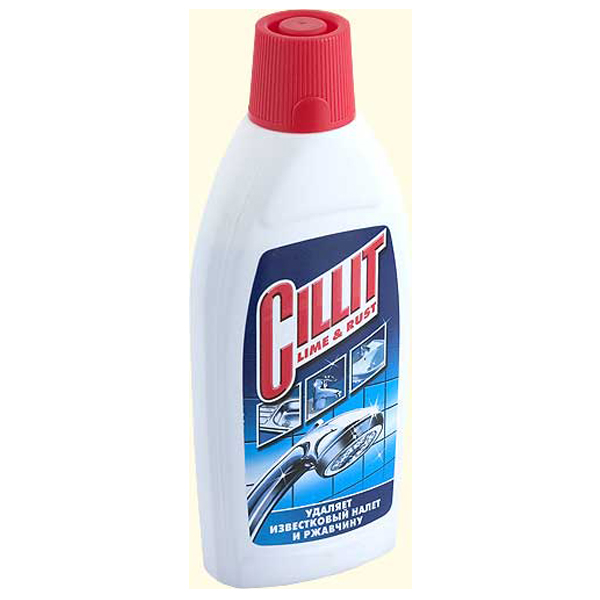 CILLIT
LIME & RUST
УДАЛЯЕТ
ИЗВЕСТКОВЫЙ НАЛЕТ
И РЖАВЧИНУ